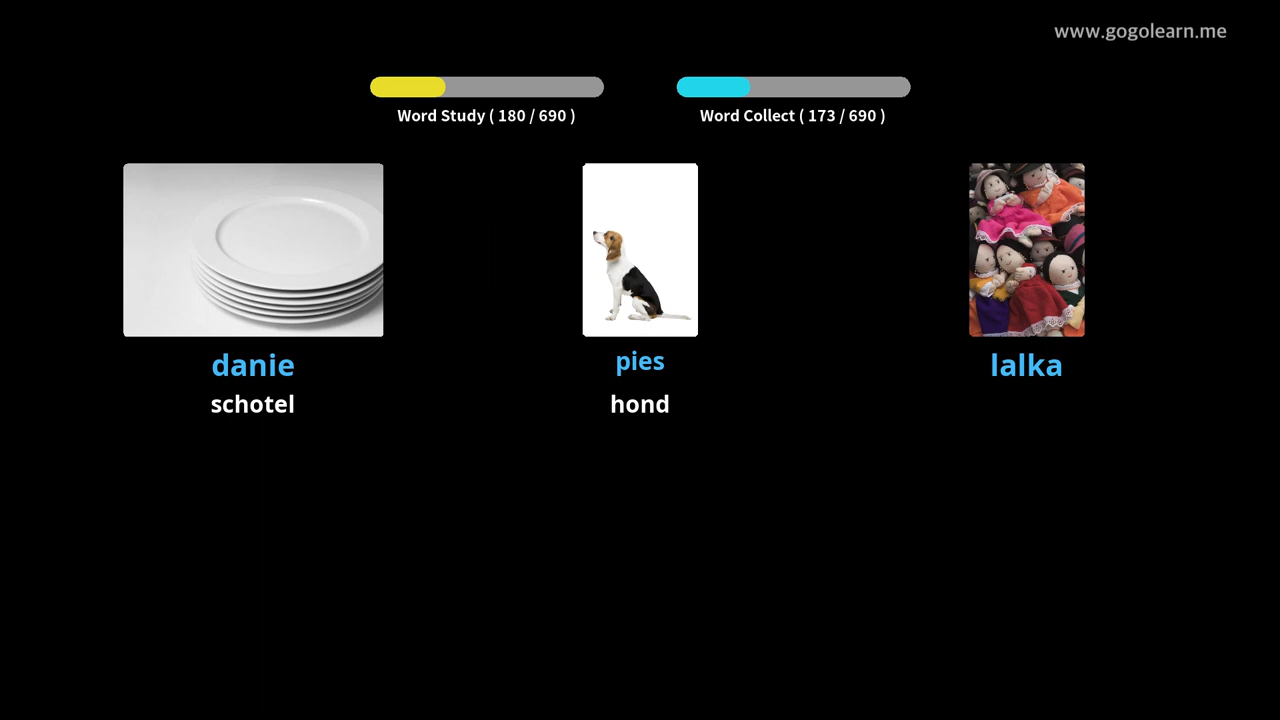 www.gogolearn.me
Word Study ( 180 / 690 )
Word Collect ( 173 / 690 )
danie
pies
lalka
schotel
hond